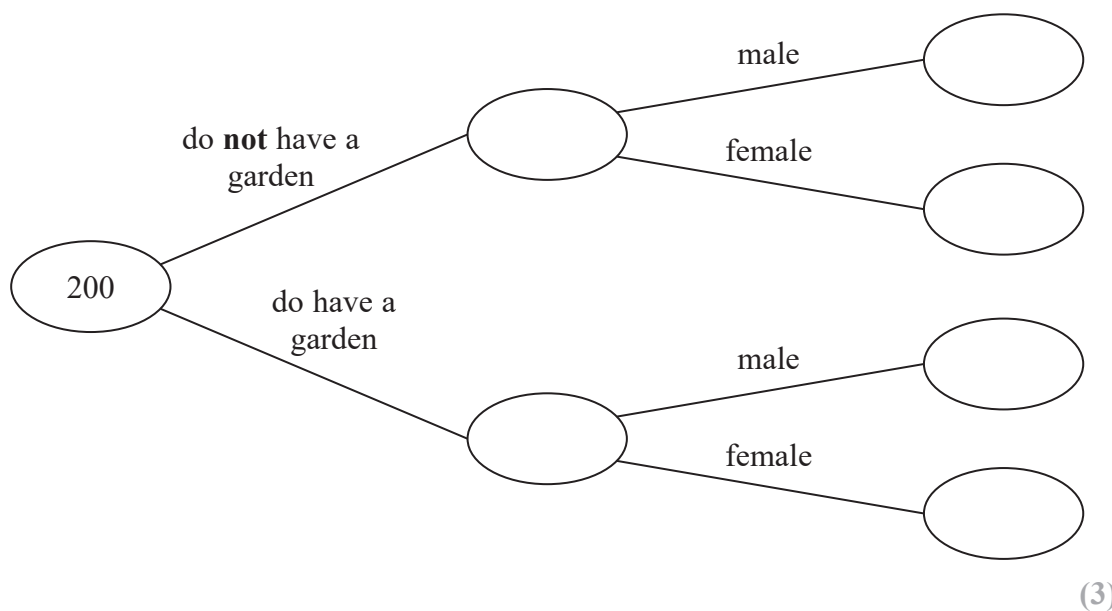 male
do not have a
garden
female
200
do have a
garden
male
female
(3)